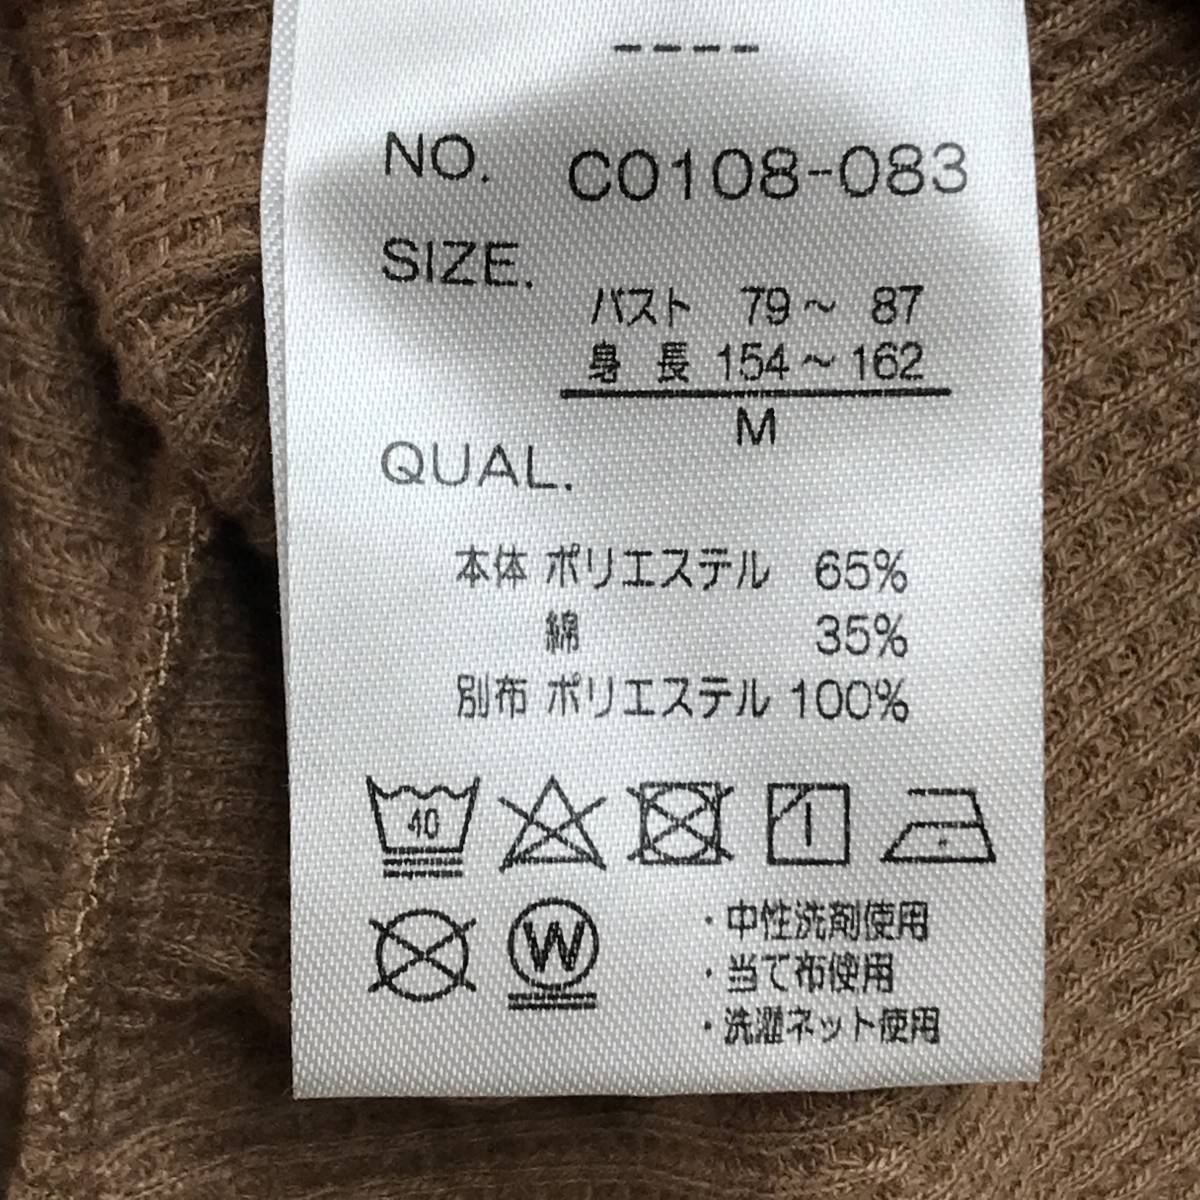 ----
NO. C0108-083
SIZE.
バスト 79～ 87
身 長 154～162
M
QUAL.
本体 ポリエステル 65%
綿 35%
別布 ポリエステル 100%
40
W
・中性洗剤使用
・当て布使用
・洗濯ネット使用